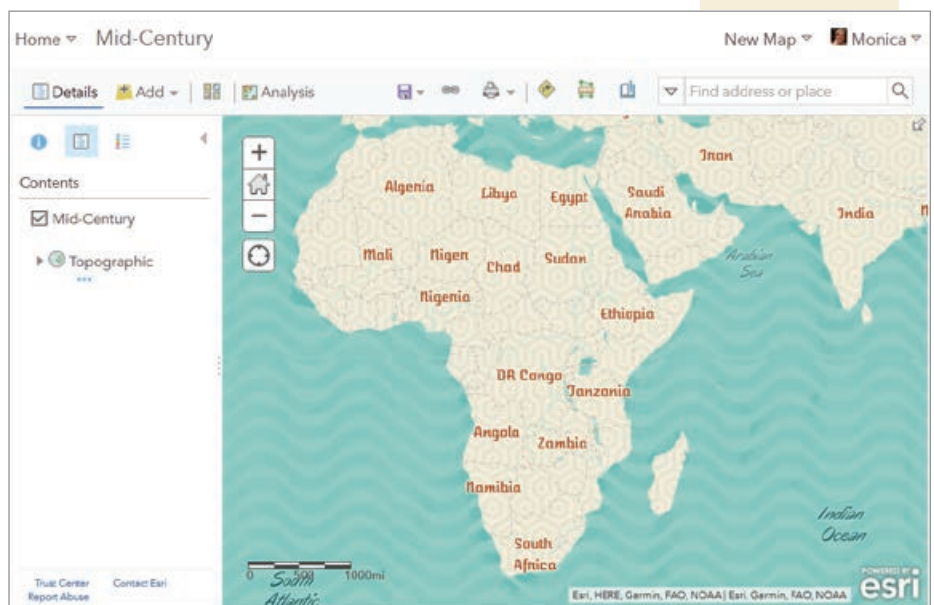 Home Mid-Century New Map Monica
Details Add Analysis Find address or place
Contents
Mid-Century
Topographic
Trust Center Contact Esri
Report Abuse
Iran
Algeria Libya Egypt Saudi
Arabia India
Mali Niger Chad Sudan Arabian
Sea
Nigeria Ethiopia
DR Congo Tanzania
Angola Zambia
Namibia
Indian
Ocean
South
Africa
0 500 1000mi
South
Atlantic
Esri, HERE, Garmin, FAO, NOAA | Esri, Garmin, FAO, NOAA
POWERED BY
esri